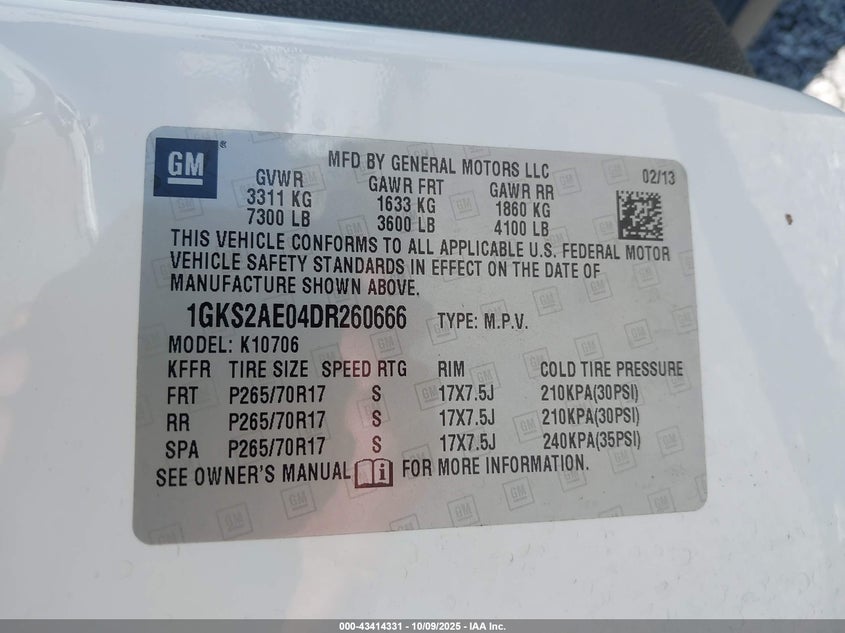 GM®
MFD BY GENERAL MOTORS LLC
02/13
GVWR GAWR FRT GAWR RR
3311 KG 1633 KG 1860 KG
7300 LB 3600 LB 4100 LB
THIS VEHICLE CONFORMS TO ALL APPLICABLE U.S. FEDERAL MOTOR
VEHICLE SAFETY STANDARDS IN EFFECT ON THE DATE OF
MANUFACTURE SHOWN ABOVE.
1GKS2AE04DR260666 TYPE: M.P.V.
MODEL: K10706
KFFR TIRE SIZE SPEED RTG RIM COLD TIRE PRESSURE
FRT P265/70R17 S 17X7.5J 210KPA(30PSI)
RR P265/70R17 S 17X7.5J 210KPA(30PSI)
SPA P265/70R17 S 17X7.5J 240KPA(35PSI)
SEE OWNER'S MANUAL i FOR MORE INFORMATION.
000-43414331 - 10/09/2025 - IAA Inc.